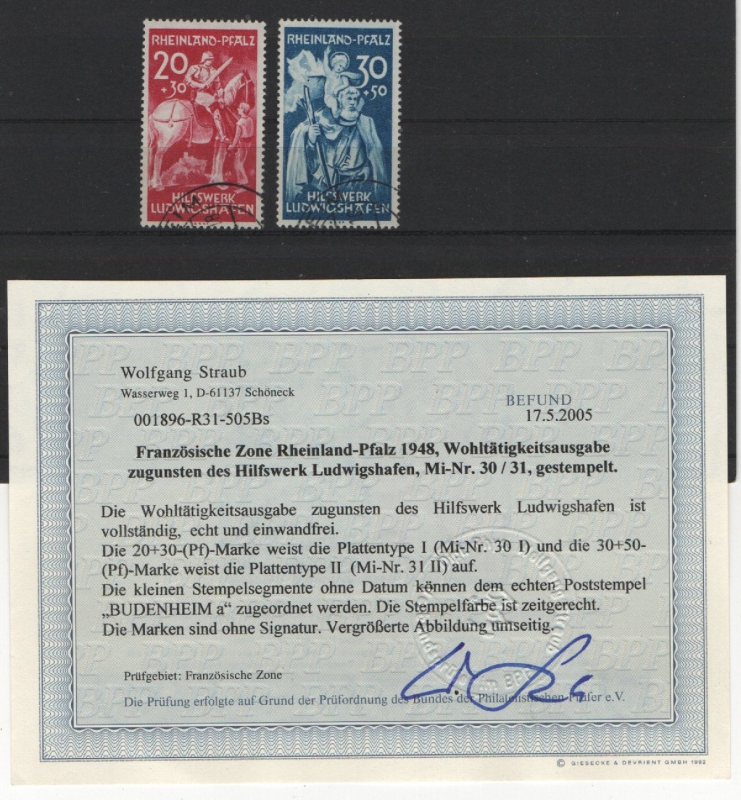 RHEINLAND-PFALZ
20
+30
HILFSWERK
LUDWIGSHAFEN
RHEINLAND-PFALZ
30
+50
HILFSWERK
LUDWIGSHAFEN
Wolfgang Straub
Wasserweg 1, D-61137 Schöneck
BEFUND
001896-R31-505Bs
17.5.2005
Französische Zone Rheinland-Pfalz 1948, Wohltätigkeitsausgabe
zugunsten des Hilfswerk Ludwigshafen, Mi-Nr. 30 / 31, gestempelt.
Die Wohltätigkeitsausgabe zugunsten des Hilfswerk Ludwigshafen ist
vollständig, echt und einwandfrei.
Die 20+30-(Pf)-Marke weist die Plattentype I (Mi-Nr. 30 I) und die 30+50-
(Pf)-Marke weist die Plattentype II (Mi-Nr. 31 II) auf.
Die kleinen Stempelsegmente ohne Datum können dem echten Poststempel
„BUDENHEIM a“ zugeordnet werden. Die Stempelfarbe ist zeitgerecht.
Die Marken sind ohne Signatur. Vergrößerte Abbildung umseitig.
Prüfgebiet: Französische Zone
Die Prüfung erfolgte auf Grund der Prüfordnung des Bundes der Philatelistischen Prüfer e.V.
© GIESECKE & DEVRIENT GMBH 1992